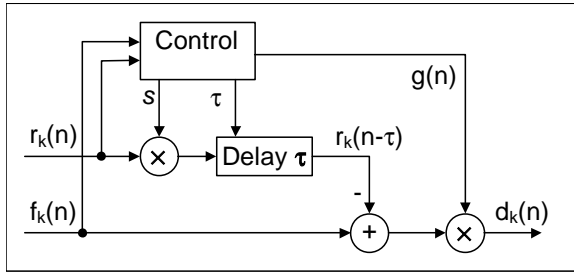 Control
g(n)
s
τ
r_k(n)
×
Delay τ
r_k(n-τ)
-
f_k(n)
+
×
d_k(n)